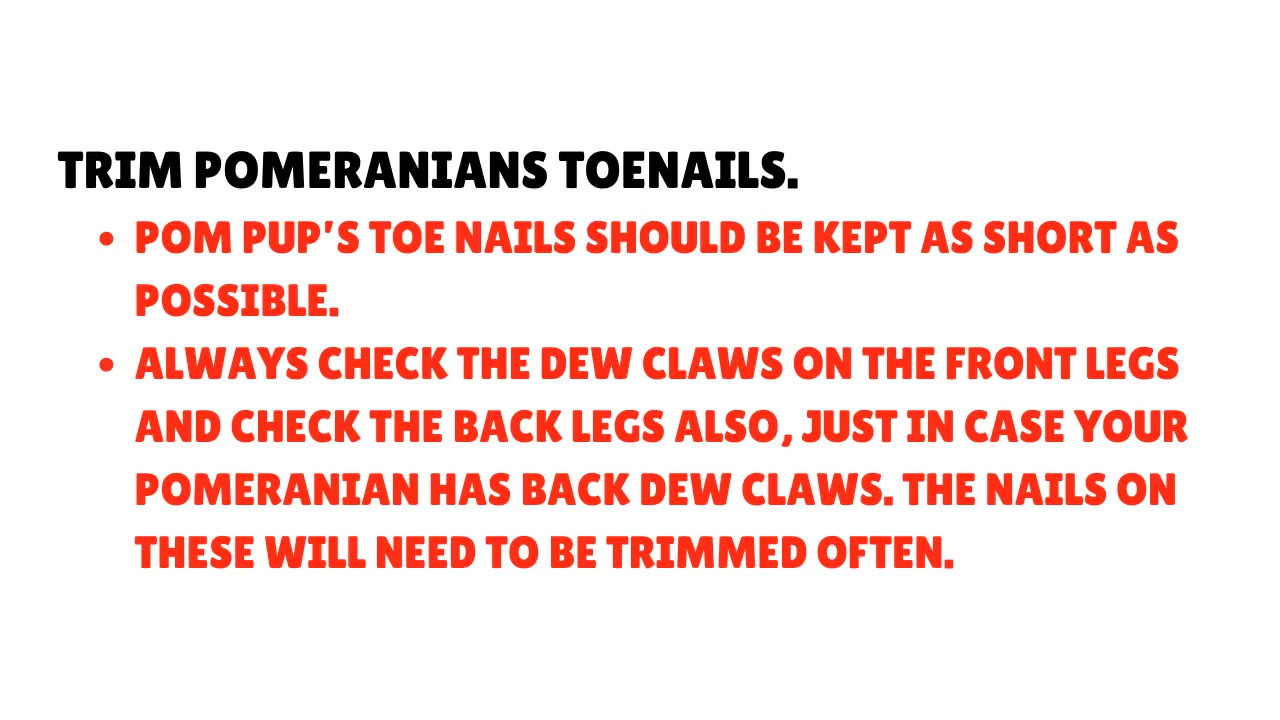 TRIM POMERANIANS TOENAILS.
• POM PUP'S TOE NAILS SHOULD BE KEPT AS SHORT AS
POSSIBLE.
• ALWAYS CHECK THE DEW CLAWS ON THE FRONT LEGS
AND CHECK THE BACK LEGS ALSO, JUST IN CASE YOUR
POMERANIAN HAS BACK DEW CLAWS. THE NAILS ON
THESE WILL NEED TO BE TRIMMED OFTEN.